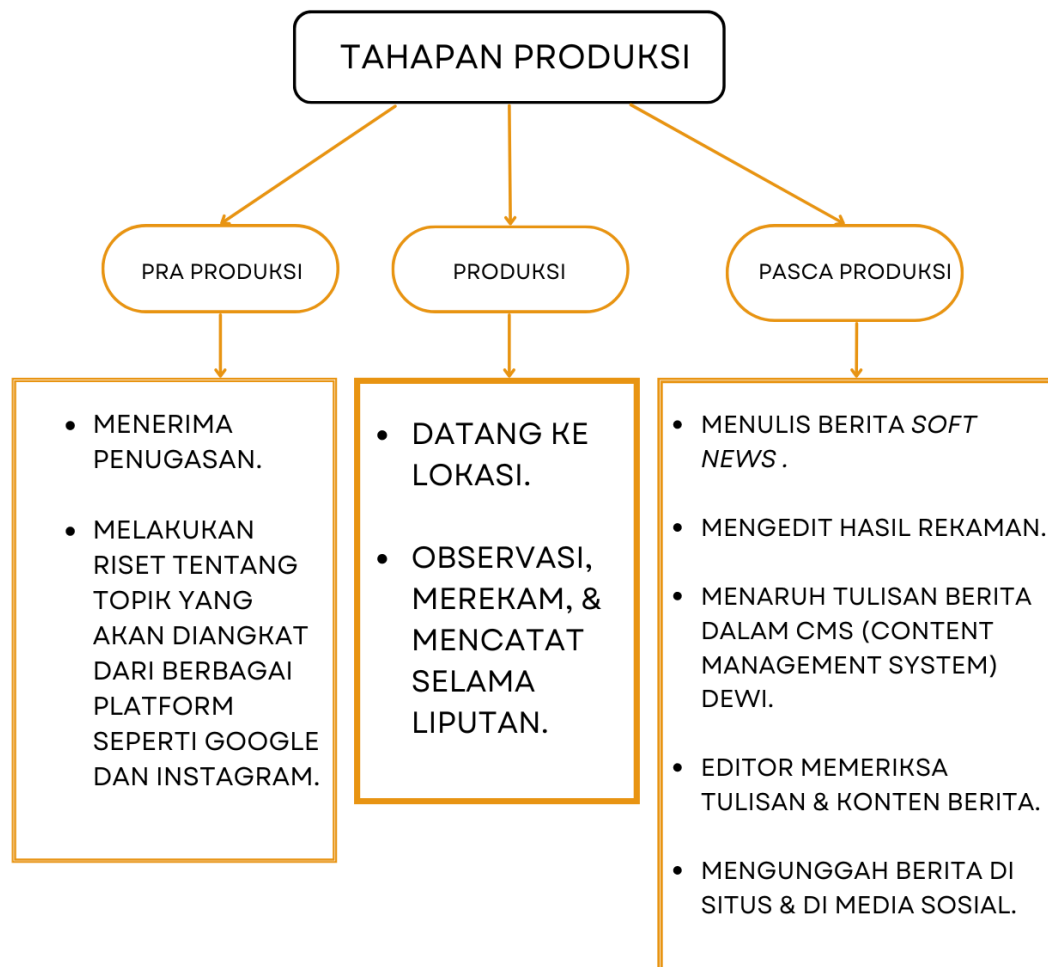 TAHAPAN PRODUKSI
PRA PRODUKSI
PRODUKSI
PASCA PRODUKSI
• MENERIMA
PENUGASAN.
• MELAKUKAN
RISET TENTANG
TOPIK YANG
AKAN DIANGKAT
DARI BERBAGAI
PLATFORM
SEPERTI GOOGLE
DAN INSTAGRAM.
• DATANG KE
LOKASI.
• OBSERVASI,
MEREKAM, &
MENCATAT
SELAMA
LIPUTAN.
• MENULIS BERITA SOFT
NEWS .
• MENGEDIT HASIL REKAMAN.
• MENARUH TULISAN BERITA
DALAM CMS (CONTENT
MANAGEMENT SYSTEM)
DEWI.
• EDITOR MEMERIKSA
TULISAN & KONTEN BERITA.
• MENGUNGGAH BERITA DI
SITUS & DI MEDIA SOSIAL.